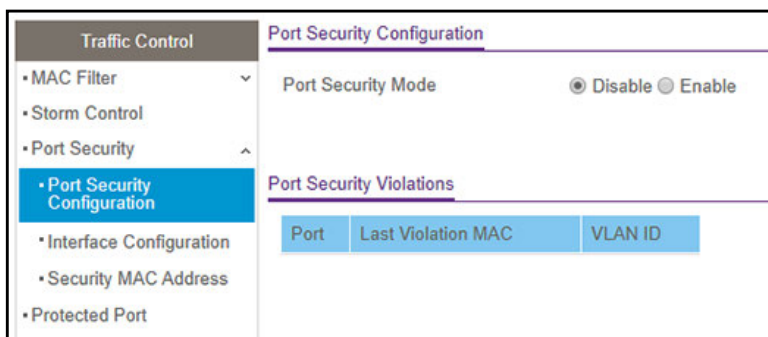 Traffic Control
MAC Filter
Storm Control
Port Security
Port Security
Configuration
Interface Configuration
Security MAC Address
Protected Port
Port Security Configuration
Port Security Mode Disable Enable
Port Security Violations
Port Last Violation MAC VLAN ID